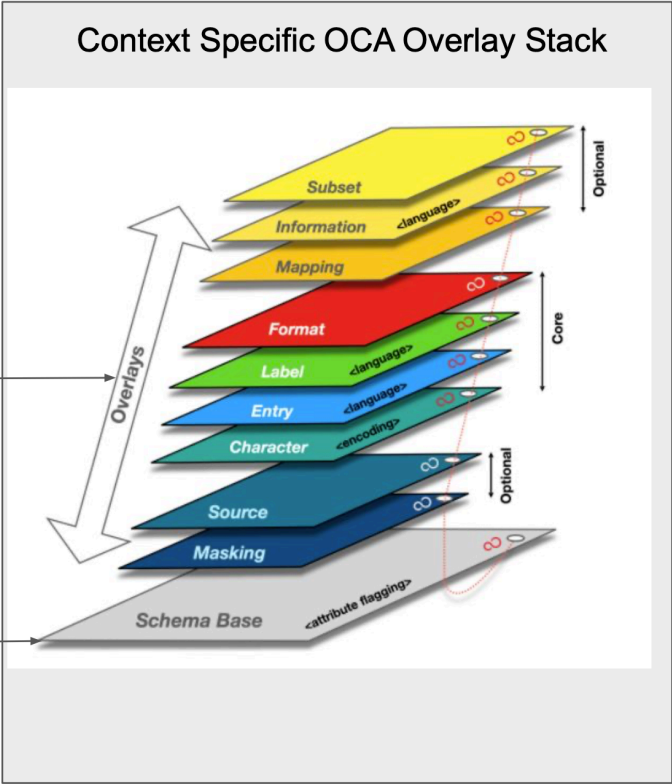 Context Specific OCA Overlay Stack
Subset
Optional
Information
<language>
Mapping
Format
Core
Label
<language>
Overlays
Entry
<language>
Character
<encoding>
Source
Optional
Masking
Schema Base
<attribute flagging>